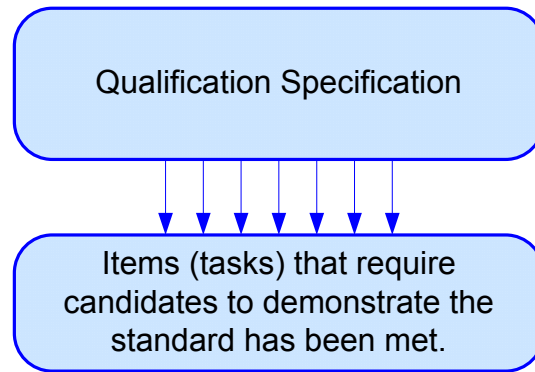 Qualification Specification
Items (tasks) that require
candidates to demonstrate the
standard has been met.